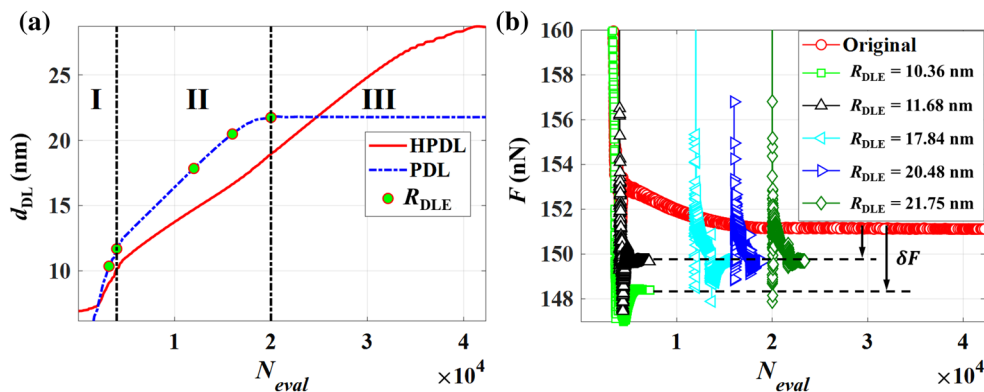 (a)
d_DL (nm)
25
20
15
10
I II III
HPDL
PDL
R_DLE
0 1 2 3 4
N_eval ×10^4
(b)
F (nN)
160
158
156
154
152
150
148
Original
R_DLE = 10.36 nm
R_DLE = 11.68 nm
R_DLE = 17.84 nm
R_DLE = 20.48 nm
R_DLE = 21.75 nm
δF
0 1 2 3 4
N_eval ×10^4